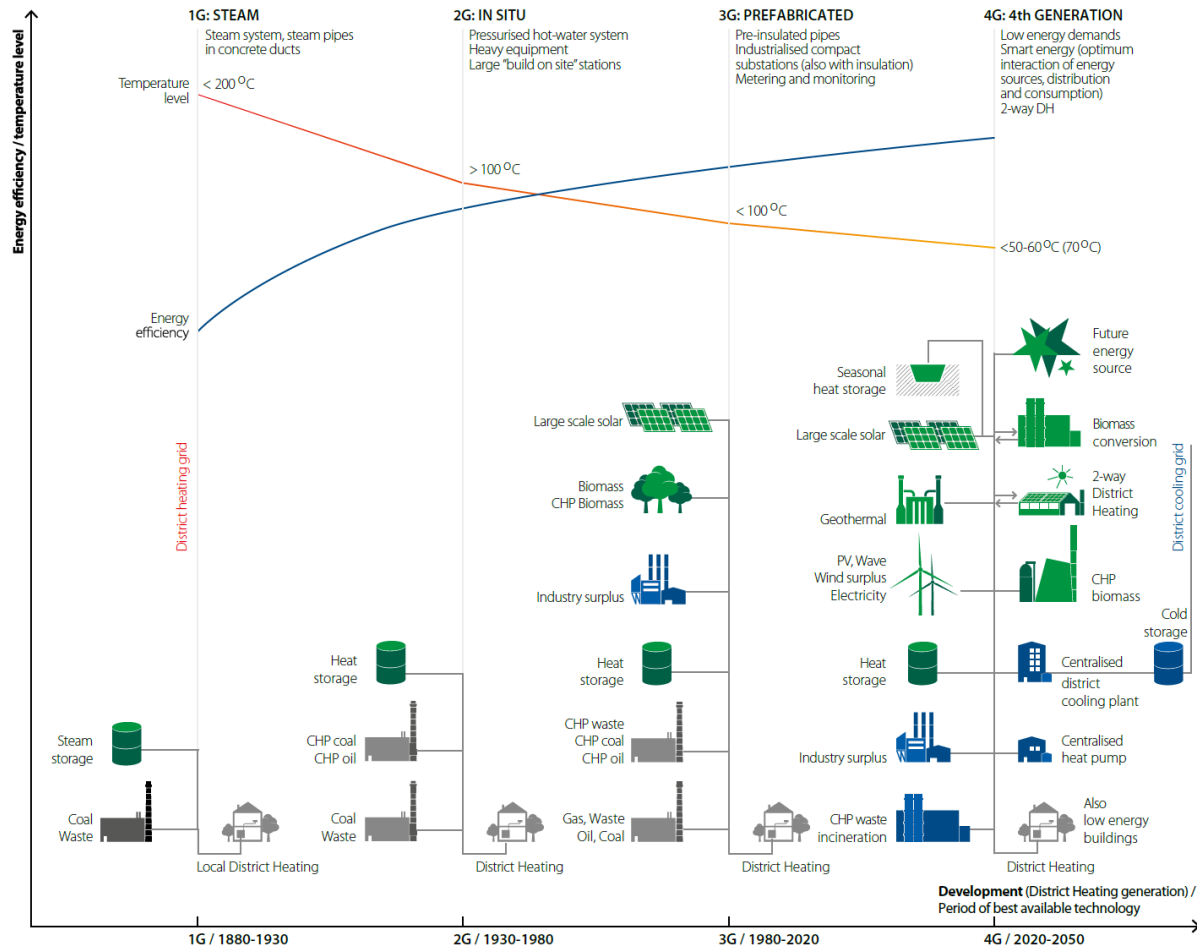 1G: STEAM
Steam system, steam pipes
in concrete ducts
2G: IN SITU
Pressurised hot-water system
Heavy equipment
Large "build on site" stations
3G: PREFABRICATED
Pre-insulated pipes
Industrialised compact
substations (also with insulation)
Metering and monitoring
4G: 4th GENERATION
Low energy demands
Smart energy (optimum
interaction of energy
sources, distribution
and consumption)
2-way DH
Energy efficiency / temperature level
Temperature
level
< 200 °C
> 100 °C
< 100 °C
<50-60°C (70°C)
Energy
efficiency
District heating grid
Steam
storage
Coal
Waste
Local District Heating
Heat
storage
CHP coal
CHP oil
Coal
Waste
District Heating
Large scale solar
Biomass
CHP Biomass
Industry surplus
Heat
storage
CHP waste
CHP coal
CHP oil
Gas, Waste
Oil, Coal
District Heating
Seasonal
heat storage
Large scale solar
Geothermal
PV, Wave
Wind surplus
Electricity
Heat
storage
Industry surplus
CHP waste
incineration
Future
energy
source
Biomass
conversion
2-way
District
Heating
CHP
biomass
Cold
storage
Centralised
district
cooling plant
Centralised
heat pump
Also
low energy
buildings
District Heating
District cooling grid
Development (District Heating generation) /
Period of best available technology
1G / 1880-1930
2G / 1930-1980
3G / 1980-2020
4G / 2020-2050